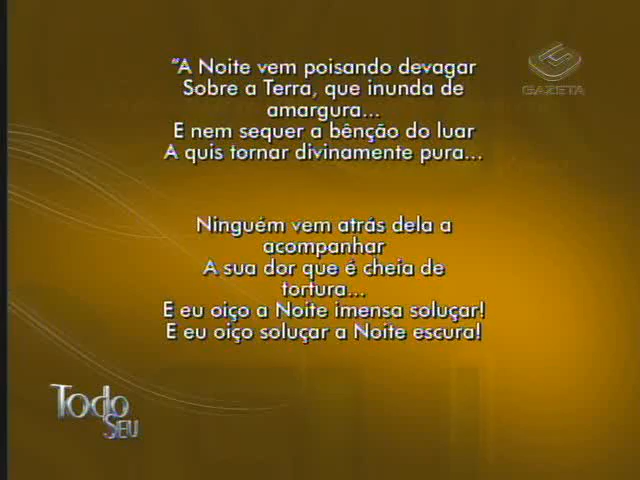 GAZETA
“A Noite vem poisando devagar
Sobre a Terra, que inunda de
amargura...
E nem sequer a bênção do luar
A quis tornar divinamente pura...
Ninguém vem atrás dela a
acompanhar
A sua dor que é cheia de
tortura...
E eu oiço a Noite imensa soluçar!
E eu oiço soluçar a Noite escura!
Todo
SEU